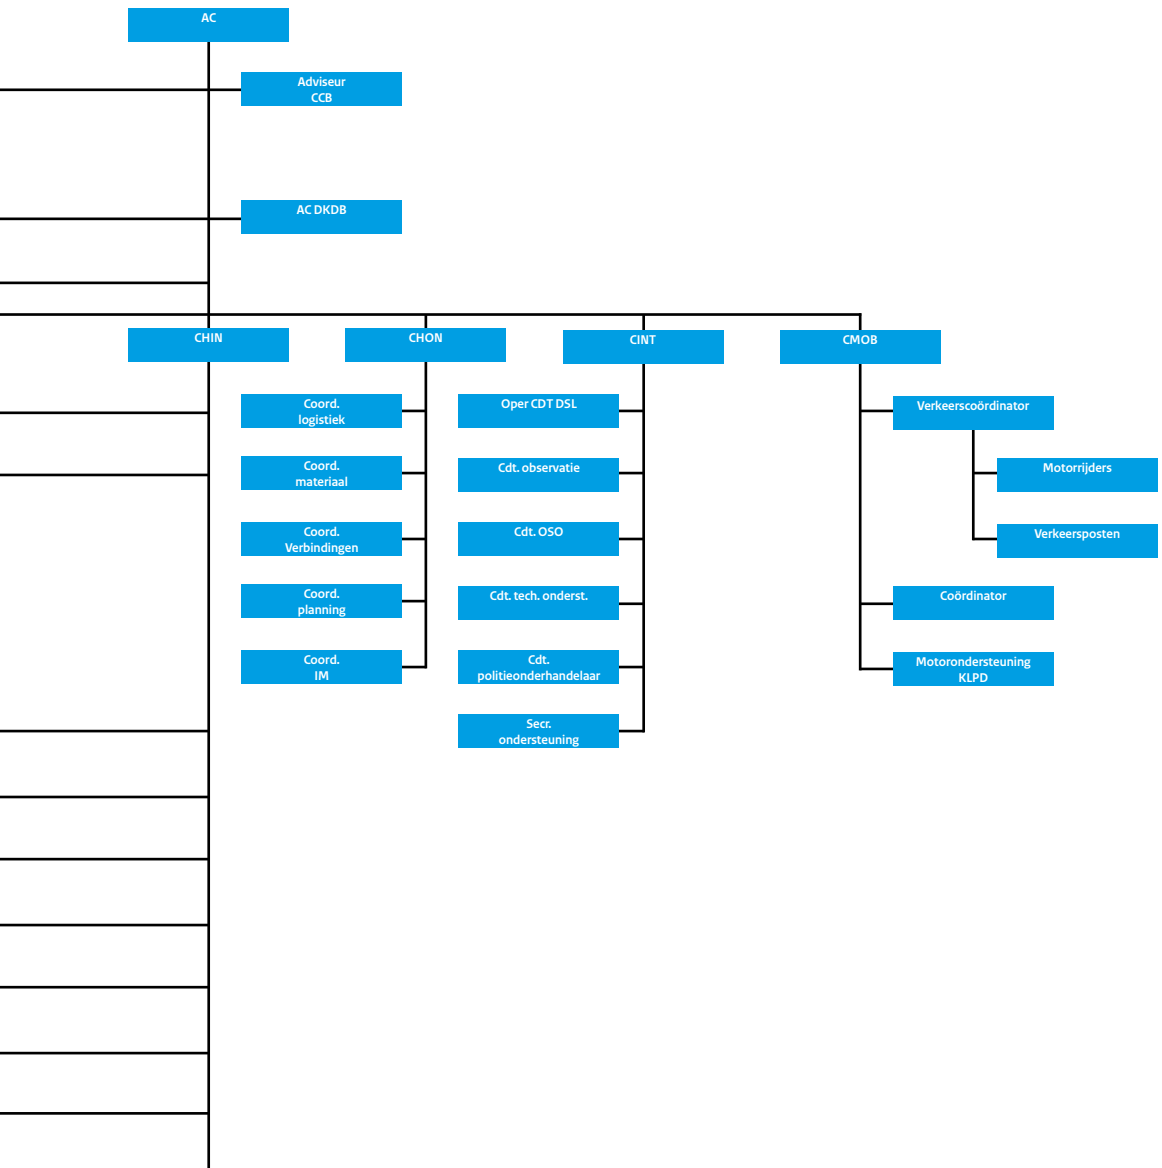 AC
Adviseur
CCB
AC DKDB
CHIN
CHON
CINT
CMOB
Coord.
logistiek
Coord.
materiaal
Coord.
Verbindingen
Coord.
planning
Coord.
IM
Oper CDT DSL
Cdt. observatie
Cdt. OSO
Cdt. tech. onderst.
Cdt.
politieonderhandelaar
Secr.
ondersteuning
Verkeerscoördinator
Motorrijders
Verkeersposten
Coördinator
Motorondersteuning
KLPD